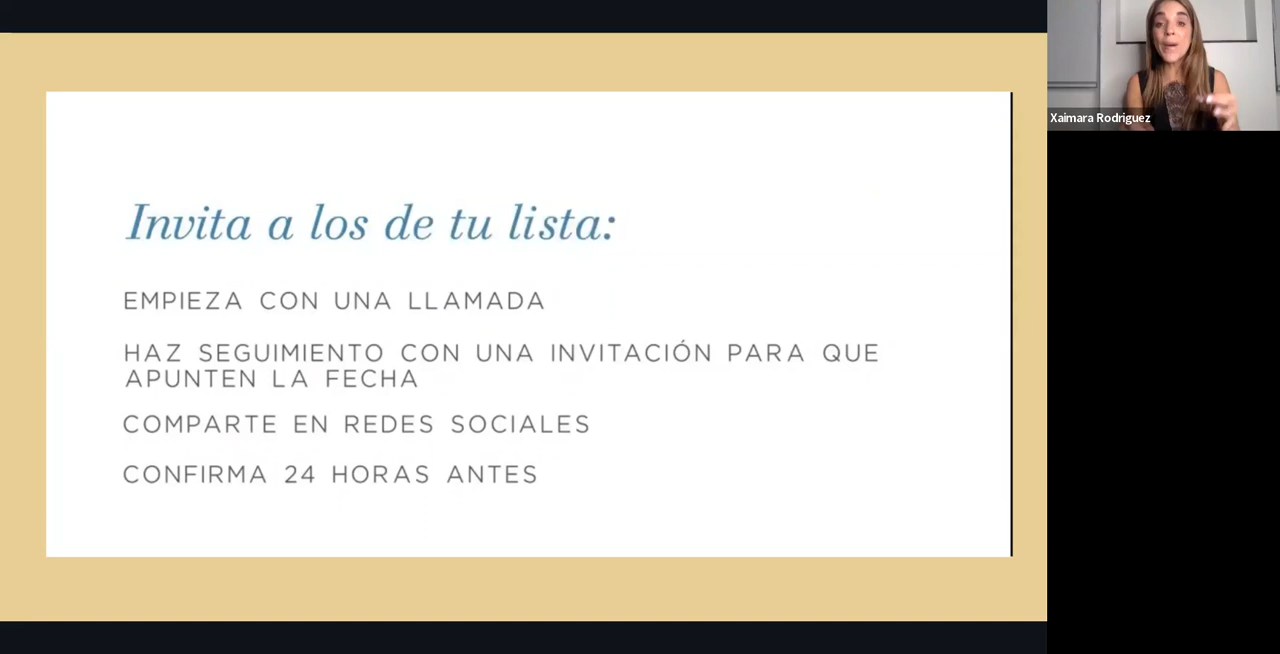 Invita a los de tu lista:
EMPIEZA CON UNA LLAMADA
HAZ SEGUIMIENTO CON UNA INVITACIÓN PARA QUE
APUNTEN LA FECHA
COMPARTE EN REDES SOCIALES
CONFIRMA 24 HORAS ANTES
Xaimara Rodriguez